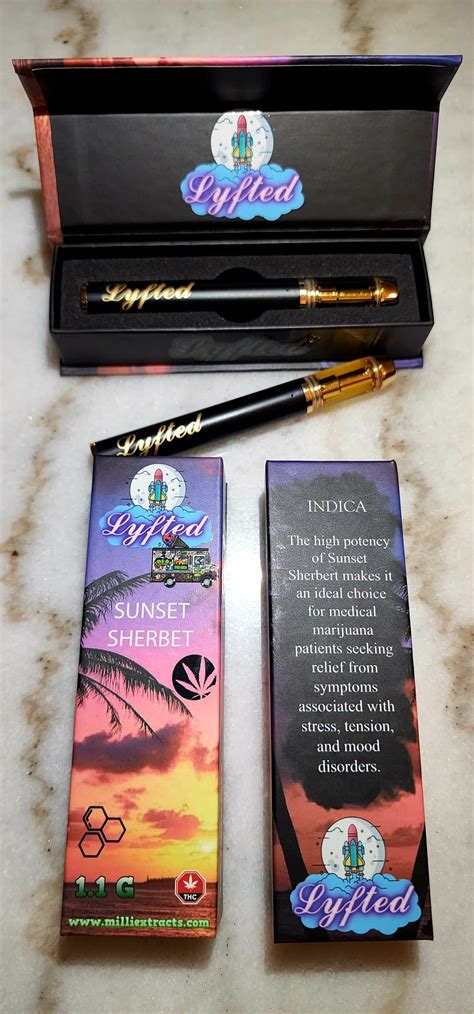 Lyfted
Lyfted
Lyfted
Lyfted
SUNSET
SHERBET
1.1 G
THC
www.milliextracts.com
INDICA
The high potency
of Sunset
Sherbert makes it
an ideal choice
for medical
marijuana
patients seeking
relief from
symptoms
associated with
stress, tension,
and mood
disorders.
Lyfted